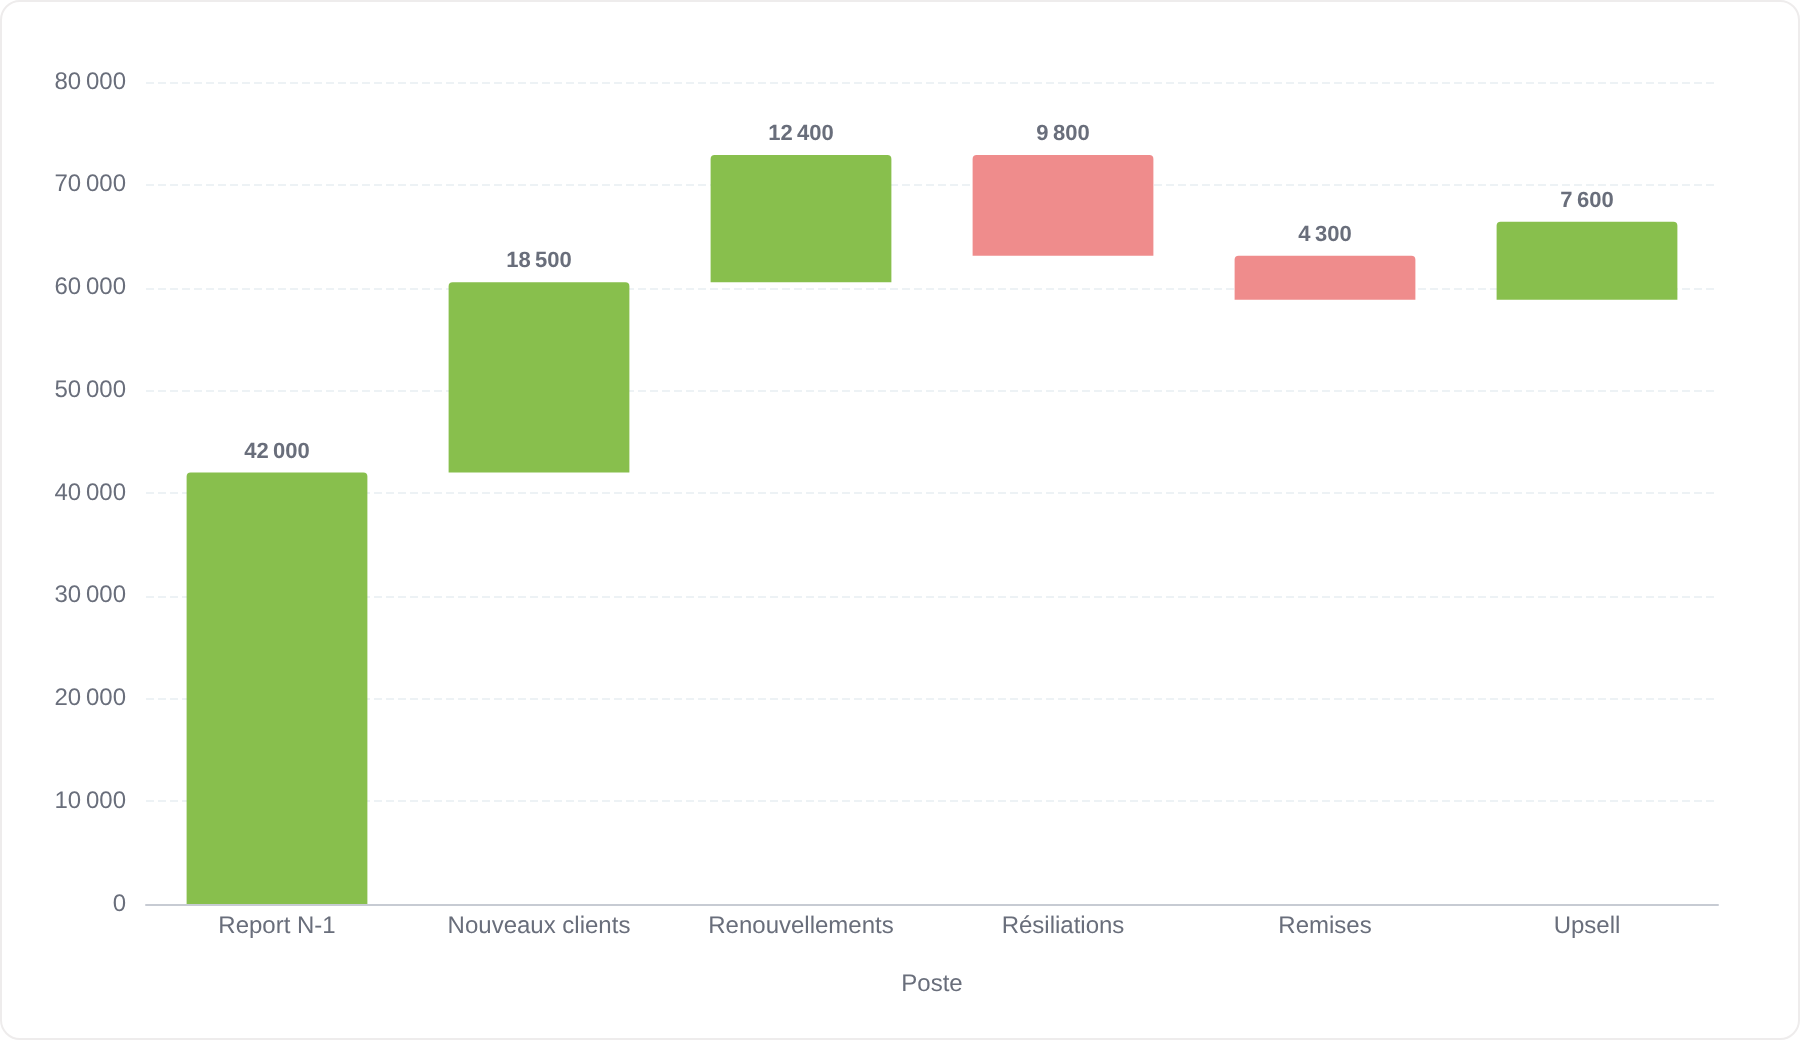 80 000
70 000
60 000
50 000
40 000
30 000
20 000
10 000
0
42 000
18 500
12 400
9 800
4 300
7 600
Report N-1
Nouveaux clients
Renouvellements
Résiliations
Remises
Upsell
Poste